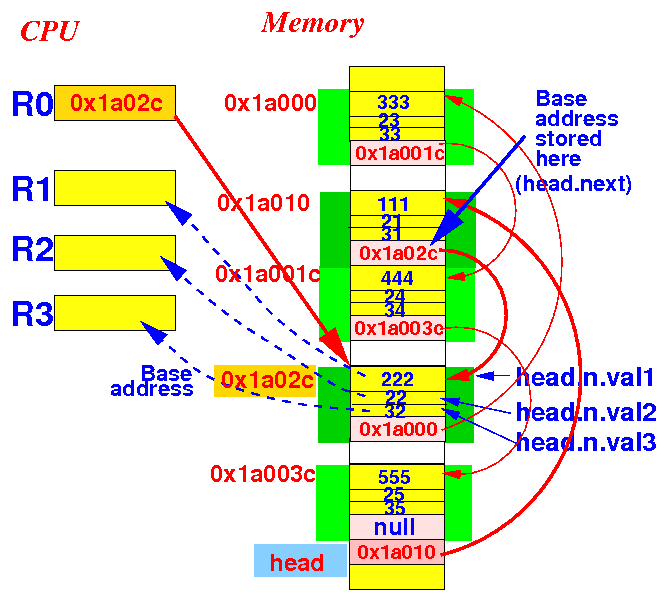 CPU
Memory
R0
0x1a02c
R1
R2
R3
Base
address
0x1a000
333
23
33
0x1a001c
0x1a010
111
21
31
0x1a02c
0x1a001c
444
24
34
0x1a003c
0x1a02c
222
22
32
0x1a000
0x1a003c
555
25
35
null
head
0x1a010
Base
address
stored
here
(head.next)
head.n.val1
head.n.val2
head.n.val3